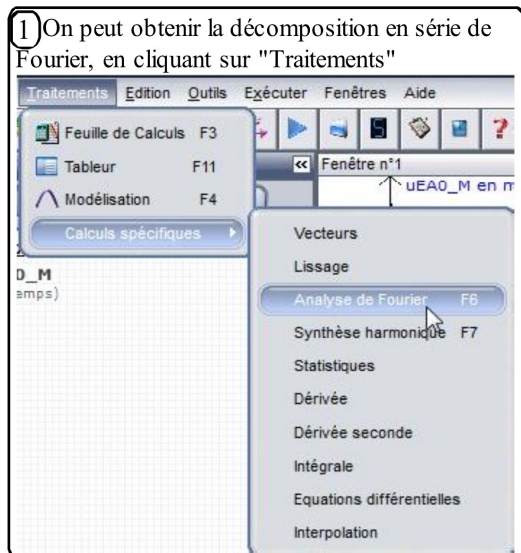 1 On peut obtenir la décomposition en série de
Fourier, en cliquant sur "Traitements"
Traitements Edition Outils Exécuter Fenêtres Aide
Feuille de Calculs F3
Tableur F11
Modélisation F4
Calculs spécifiques
Fenêtre n°1
uEA0_M en m
0_M
emps)
Vecteurs
Lissage
Analyse de Fourier F6
Synthèse harmonique F7
Statistiques
Dérivée
Dérivée seconde
Intégrale
Equations différentielles
Interpolation